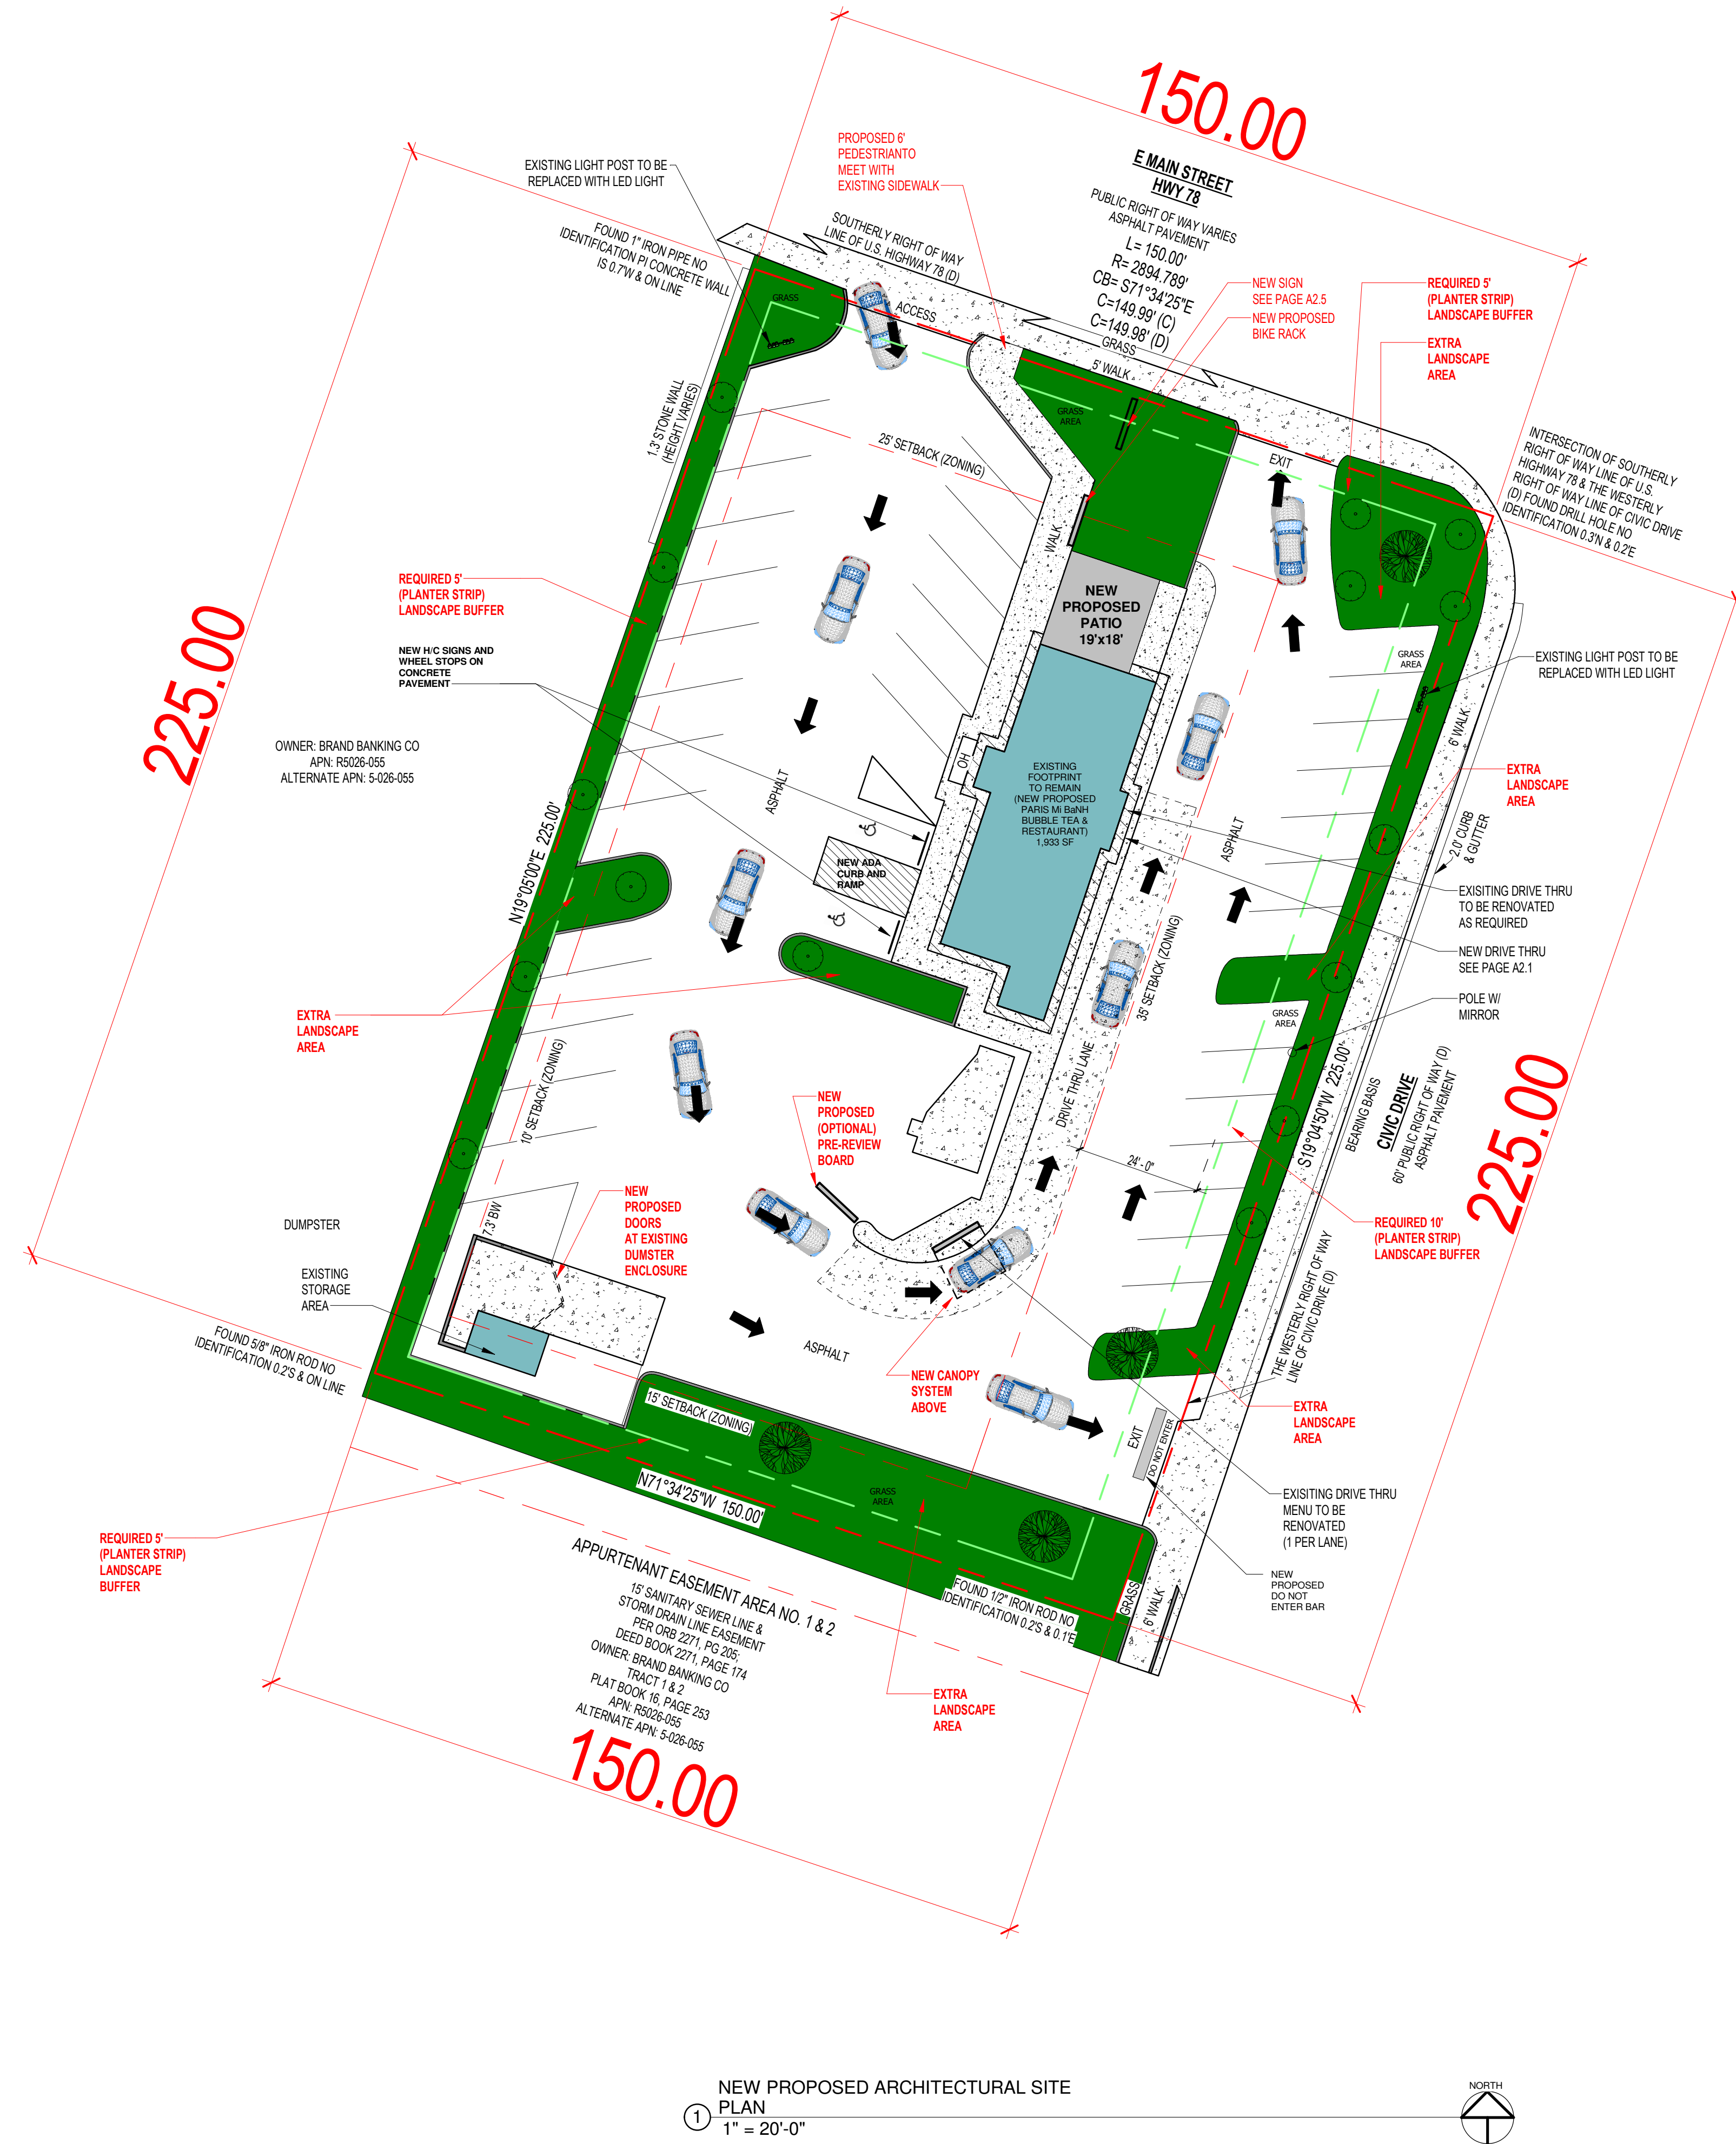 150.00
E MAIN STREET
HWY 78
PUBLIC RIGHT OF WAY VARIES
ASPHALT PAVEMENT
L= 150.00'
R= 2894.789'
CB= S71°34'25"E
C=149.99' (C)
C=149.98' (D)
GRASS
5' WALK
PROPOSED 6'
PEDESTRIANTO
MEET WITH
EXISTING SIDEWALK
EXISTING LIGHT POST TO BE
REPLACED WITH LED LIGHT
FOUND 1" IRON PIPE NO
IDENTIFICATION PI CONCRETE WALL
IS 0.7'W & ON LINE
SOUTHERLY RIGHT OF WAY
LINE OF U.S. HIGHWAY 78 (D)
NEW SIGN
SEE PAGE A2.5
NEW PROPOSED
BIKE RACK
REQUIRED 5'
(PLANTER STRIP)
LANDSCAPE BUFFER
EXTRA
LANDSCAPE
AREA
GRASS
ACCESS
1.3' STONE WALL
(HEIGHT VARIES)
25' SETBACK (ZONING)
GRASS
AREA
EXIT
INTERSECTION OF SOUTHERLY
RIGHT OF WAY LINE OF U.S.
HIGHWAY 78 & THE WESTERLY
RIGHT OF WAY LINE OF CIVIC DRIVE
(D) FOUND DRILL HOLE NO
IDENTIFICATION 0.3'N & 0.2'E
WALK
REQUIRED 5'
(PLANTER STRIP)
LANDSCAPE BUFFER
NEW
PROPOSED
PATIO
19'x18'
225.00
NEW H/C SIGNS AND
WHEEL STOPS ON
CONCRETE
PAVEMENT
GRASS
AREA
EXISTING LIGHT POST TO BE
REPLACED WITH LED LIGHT
6' WALK
OWNER: BRAND BANKING CO
APN: R5026-055
ALTERNATE APN: 5-026-055
ASPHALT
OH
EXISTING
FOOTPRINT
TO REMAIN
(NEW PROPOSED
PARIS Mi BaNH
BUBBLE TEA &
RESTAURANT)
1,933 SF
EXTRA
LANDSCAPE
AREA
ASPHALT
2.0' CURB
& GUTTER
N19°05'00"E 225.00'
NEW ADA
CURB AND
RAMP
EXISITING DRIVE THRU
TO BE RENOVATED
AS REQUIRED
NEW DRIVE THRU
SEE PAGE A2.1
35' SETBACK (ZONING)
POLE W/
MIRROR
EXTRA
LANDSCAPE
AREA
GRASS
AREA
10' SETBACK (ZONING)
DRIVE THRU LANE
S19°04'50"W 225.00'
BEARING BASIS
CIVIC DRIVE
60' PUBLIC RIGHT OF WAY (D)
ASPHALT PAVEMENT
225.00
NEW
PROPOSED
(OPTIONAL)
PRE-REVIEW
BOARD
24' - 0"
NEW
PROPOSED
DOORS
AT EXISTING
DUMSTER
ENCLOSURE
7.3' BW
DUMPSTER
REQUIRED 10'
(PLANTER STRIP)
LANDSCAPE BUFFER
EXISTING
STORAGE
AREA
THE WESTERLY RIGHT OF WAY
LINE OF CIVIC DRIVE (D)
FOUND 5/8" IRON ROD NO
IDENTIFICATION 0.2'S & ON LINE
ASPHALT
NEW CANOPY
SYSTEM
ABOVE
EXTRA
LANDSCAPE
AREA
15' SETBACK (ZONING)
EXIT
DO NOT ENTER
N71°34'25"W 150.00'
GRASS
AREA
EXISITING DRIVE THRU
MENU TO BE
RENOVATED
(1 PER LANE)
REQUIRED 5'
(PLANTER STRIP)
LANDSCAPE
BUFFER
NEW
PROPOSED
DO NOT
ENTER BAR
FOUND 1/2" IRON ROD NO
IDENTIFICATION 0.2'S & 0.1'E
GRASS
6' WALK
APPURTENANT EASEMENT AREA NO. 1 & 2
15' SANITARY SEWER LINE &
STORM DRAIN LINE EASEMENT
PER ORB 2271, PG 205;
DEED BOOK 2271, PAGE 174
OWNER: BRAND BANKING CO
TRACT 1 & 2
PLAT BOOK 16, PAGE 253
APN: R5026-055
ALTERNATE APN: 5-026-055
EXTRA
LANDSCAPE
AREA
150.00
NEW PROPOSED ARCHITECTURAL SITE
PLAN
1
1" = 20'-0"
NORTH